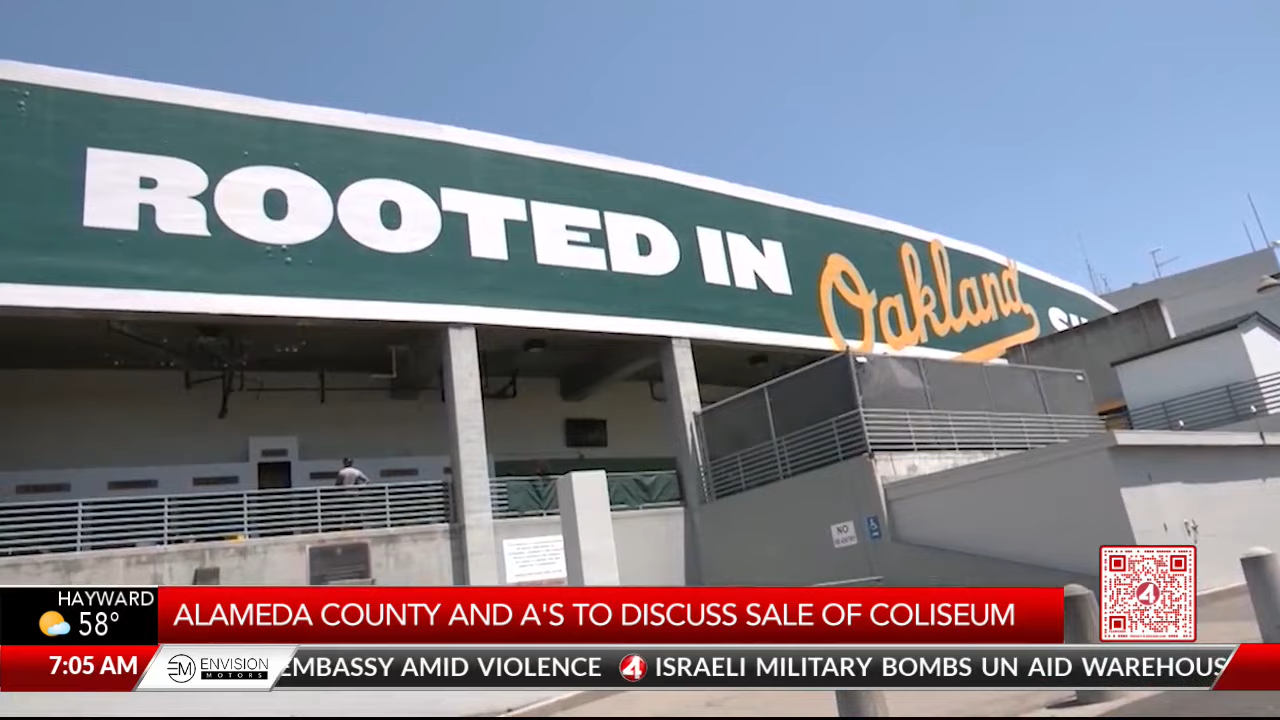 ROOTED IN Oakland
NO
HAYWARD
58°
ALAMEDA COUNTY AND A'S TO DISCUSS SALE OF COLISEUM
7:05 AM
EM ENVISION
MOTORS
EMBASSY AMID VIOLENCE 4 ISRAELI MILITARY BOMBS UN AID WAREHOUS
4